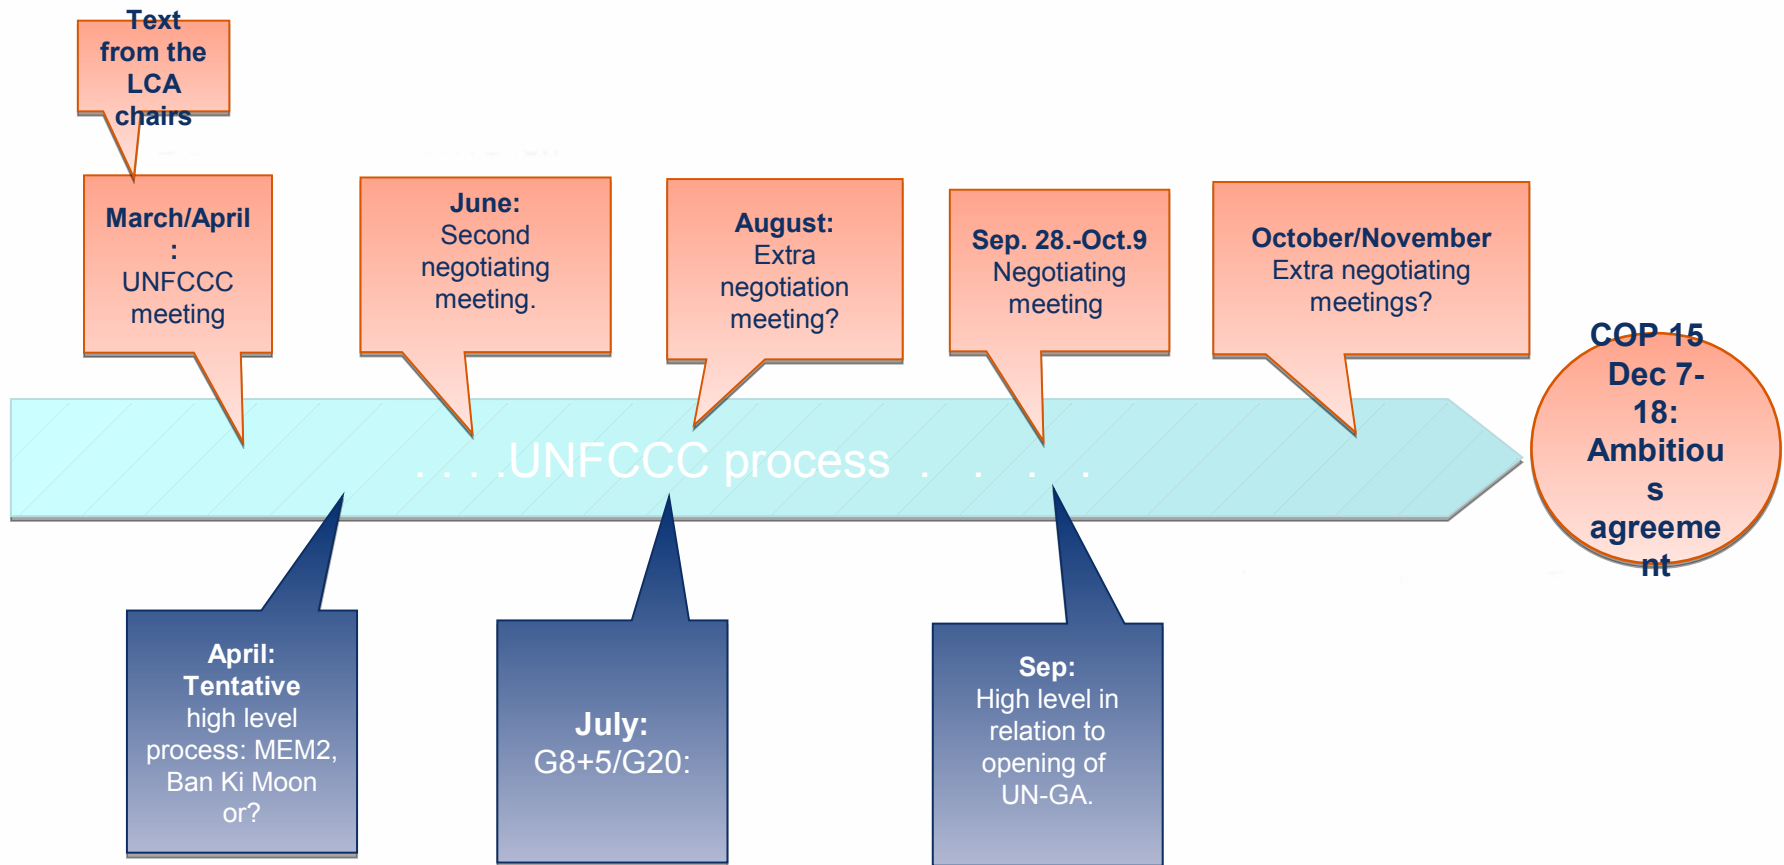 Text
from the
LCA
chairs
March/April
:
UNFCCC
meeting
June:
Second
negotiating
meeting.
August:
Extra
negotiation
meeting?
Sep. 28.-Oct.9
Negotiating
meeting
October/November
Extra negotiating
meetings?
COP 15
Dec 7-
18:
Ambitiou
s
agreeme
nt
. . . .UNFCCC process . . . .
April:
Tentative
high level
process: MEM2,
Ban Ki Moon
or?
July:
G8+5/G20:
Sep:
High level in
relation to
opening of
UN-GA.